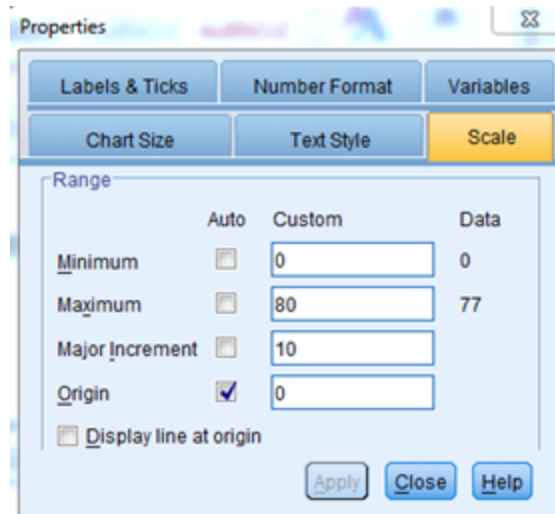 Properties
Labels & Ticks Number Format Variables
Chart Size Text Style Scale
Range
Auto Custom Data
Minimum 0 0
Maximum 80 77
Major Increment 10
Origin 0
Display line at origin
Apply Close Help